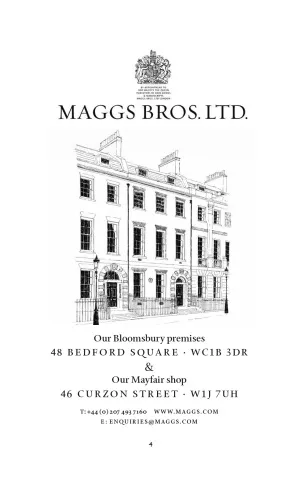 MAGGS BROS. LTD.
Our Bloomsbury premises
48 BEDFORD SQUARE · WC1B 3DR
&
Our Mayfair shop
46 CURZON STREET · W1J 7UH
T: +44 (0) 207 493 7160 WWW.MAGGS.COM
E: ENQUIRIES@MAGGS.COM
4